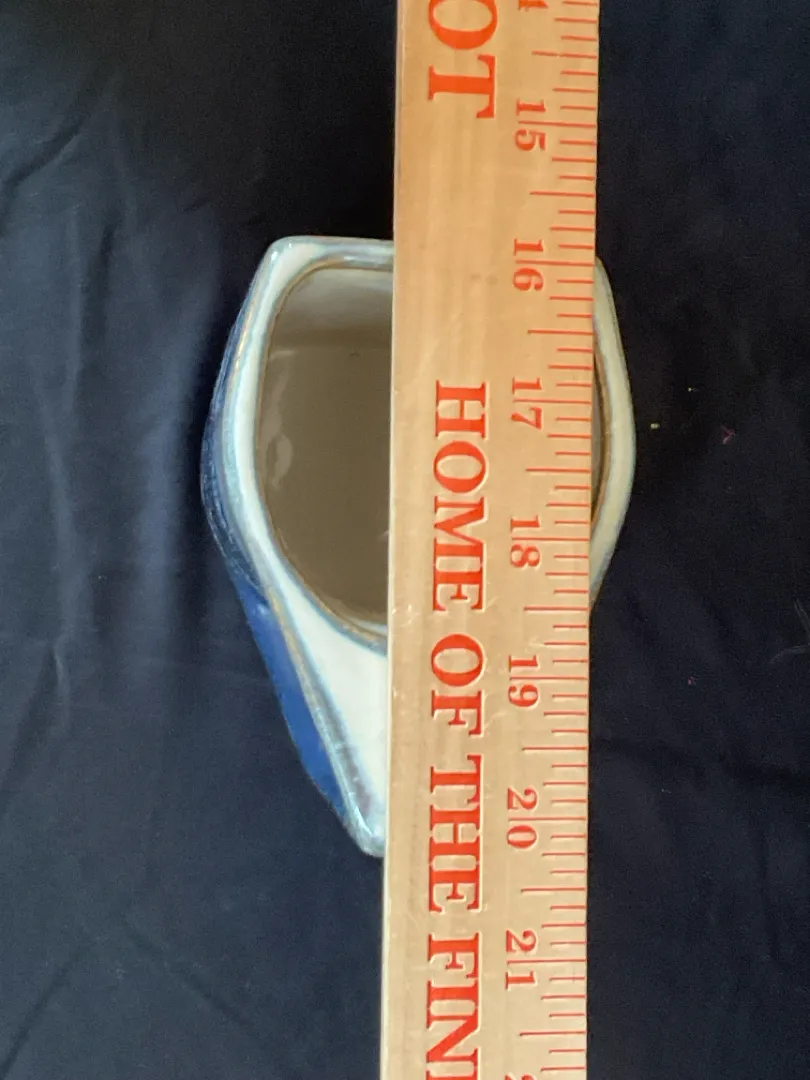 OT
HOME OF THE FIN
15 16 17 18 19 20 21